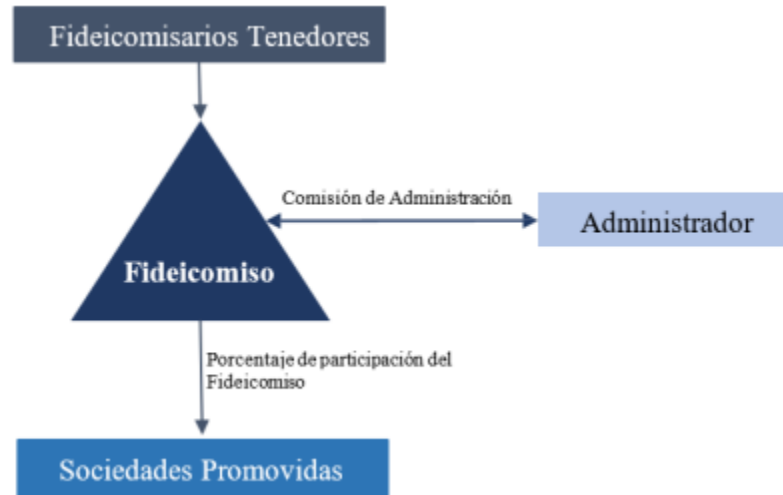 Fideicomisarios Tenedores
Comisión de Administración
Administrador
Fideicomiso
Porcentaje de participación del
Fideicomiso
Sociedades Promovidas